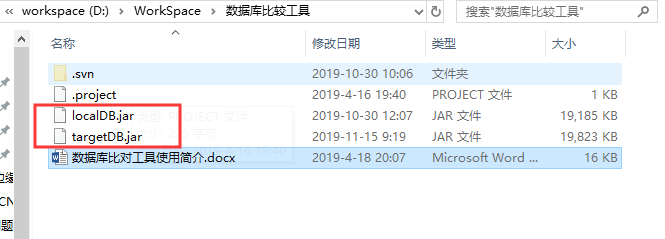 workspace (D:) › WorkSpace › 数据库比较工具
搜索"数据库比较工具"
名称 修改日期 类型 大小
.svn 2019-10-30 10:06 文件夹
.project 2019-4-16 19:40 PROJECT 文件 1 KB
localDB.jar 2019-10-30 12:07 JAR 文件 19,185 KB
targetDB.jar 2019-11-15 9:19 JAR 文件 19,823 KB
数据库比对工具使用简介.docx 2019-4-18 20:07 Microsoft Word ... 16 KB
边缘
CN
问题